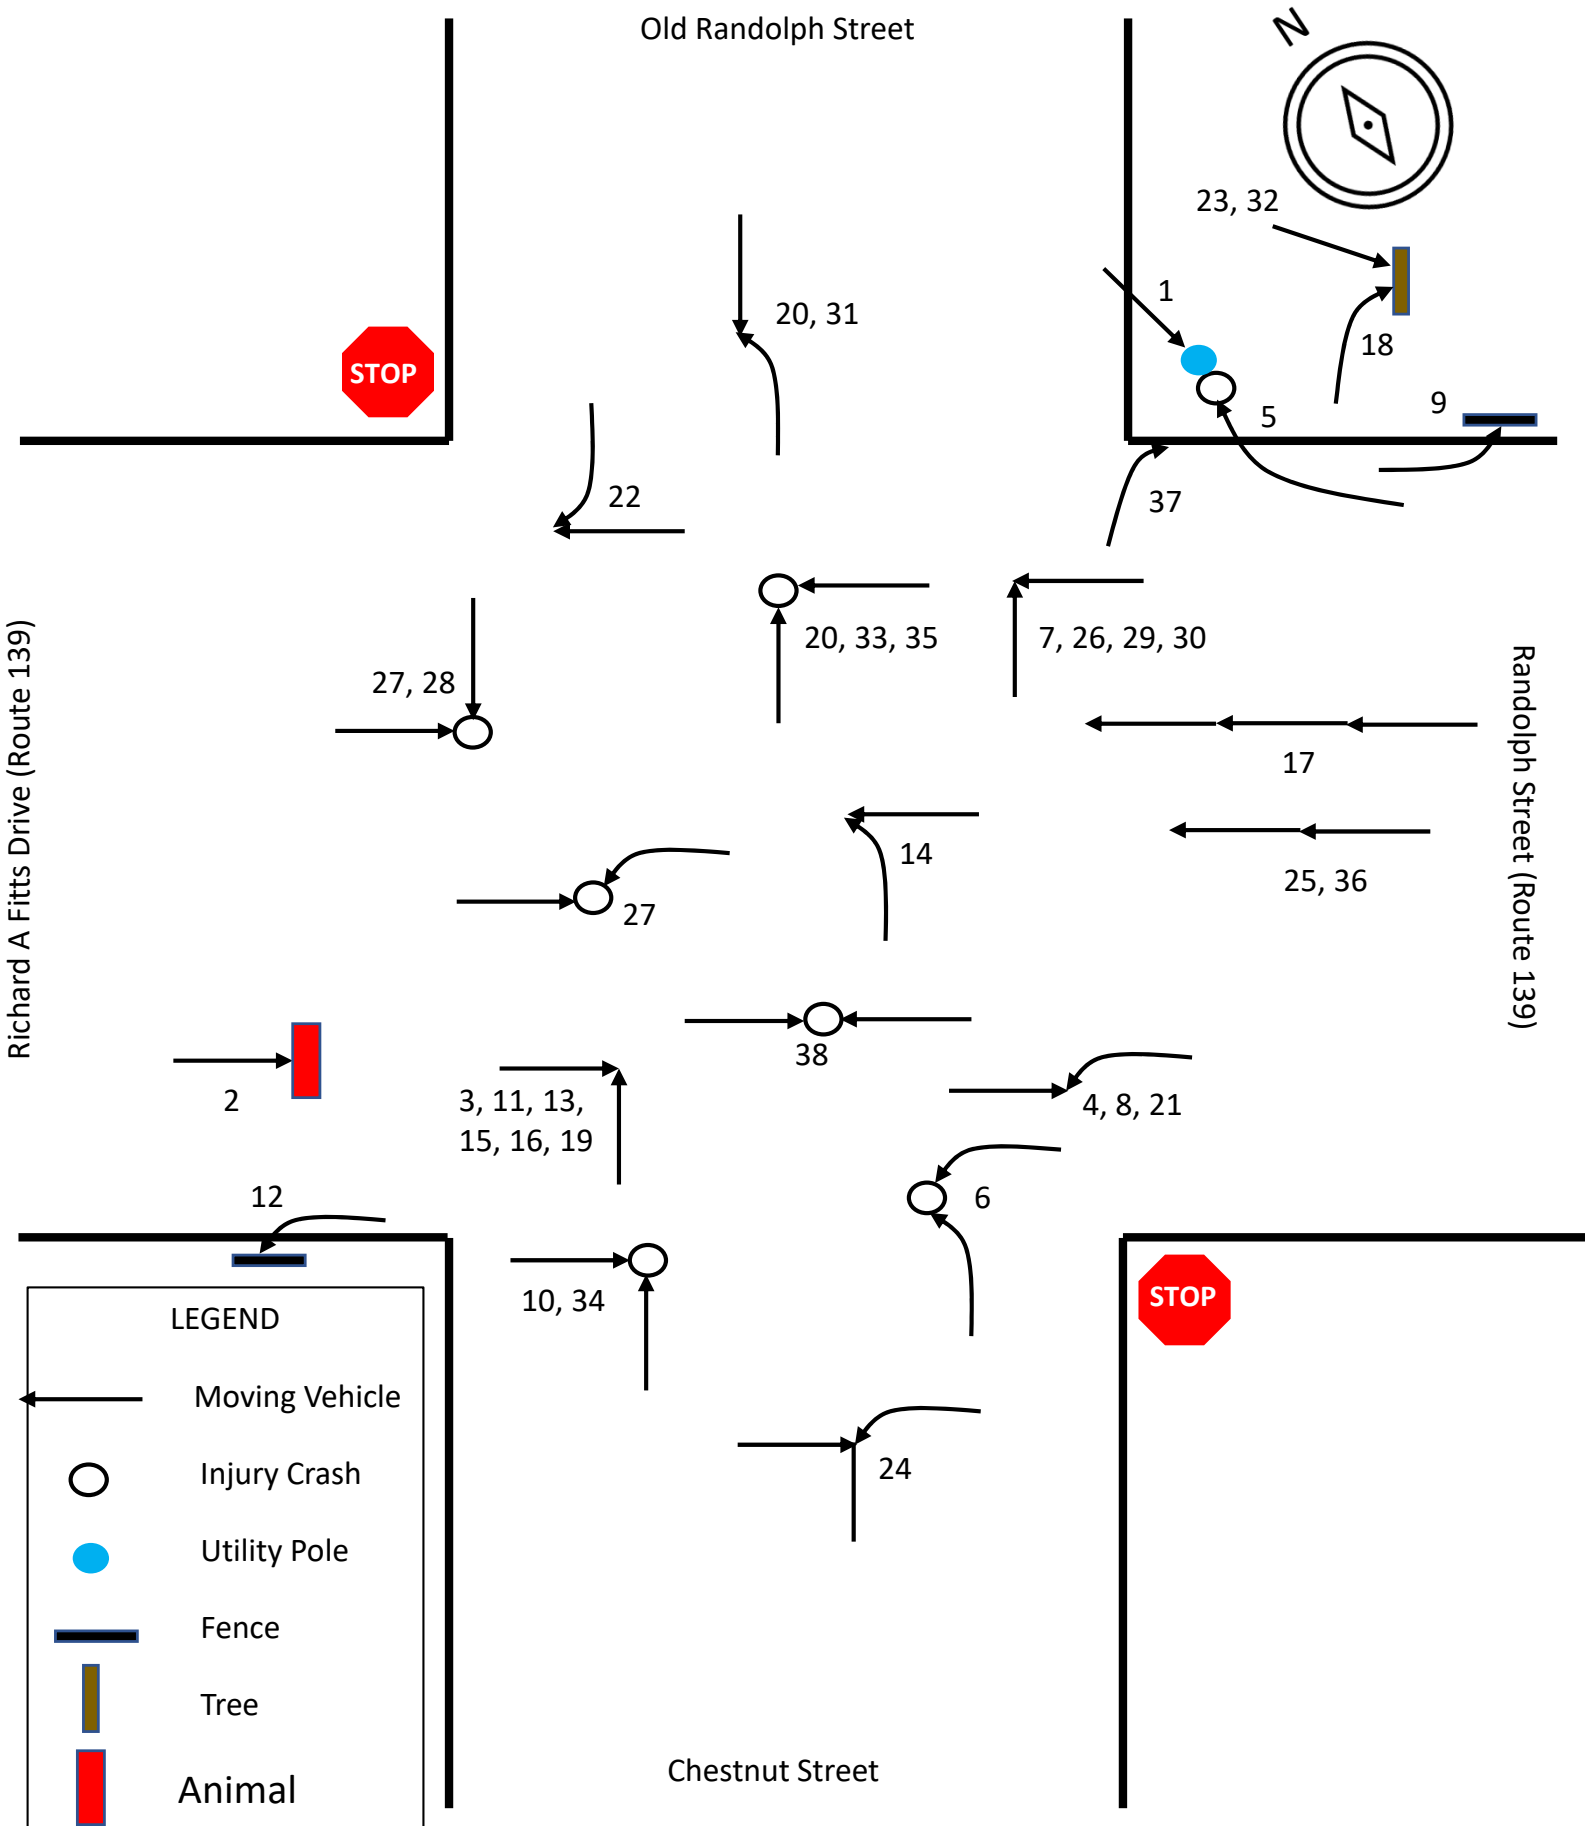 Old Randolph Street
N
23, 32
1
20, 31
18
STOP
9
5
22
37
Richard A Fitts Drive (Route 139)
20, 33, 35
7, 26, 29, 30
Randolph Street (Route 139)
27, 28
17
14
25, 36
27
38
2
3, 11, 13,
15, 16, 19
4, 8, 21
12
6
10, 34
STOP
LEGEND
Moving Vehicle
Injury Crash
24
Utility Pole
Fence
Tree
Chestnut Street
Animal